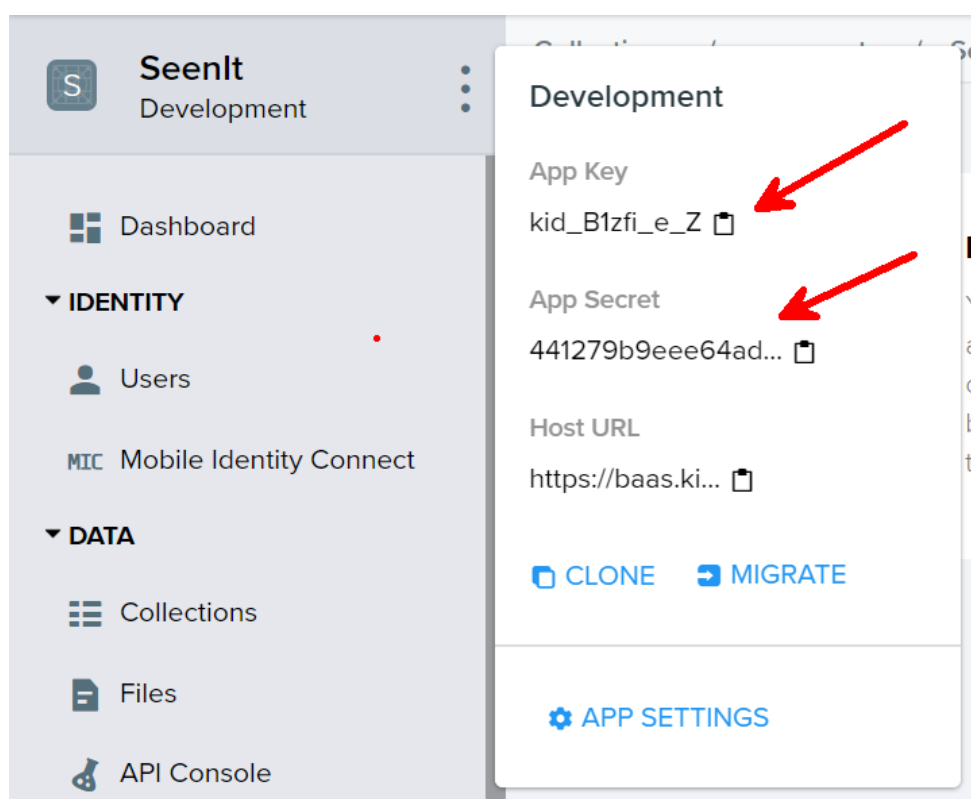 S
SeenIt
Development
Dashboard
IDENTITY
Users
MIC Mobile Identity Connect
DATA
Collections
Files
API Console
Development
App Key
kid_B1zfi_e_Z
App Secret
441279b9eee64ad...
Host URL
https://baas.ki...
CLONE MIGRATE
APP SETTINGS